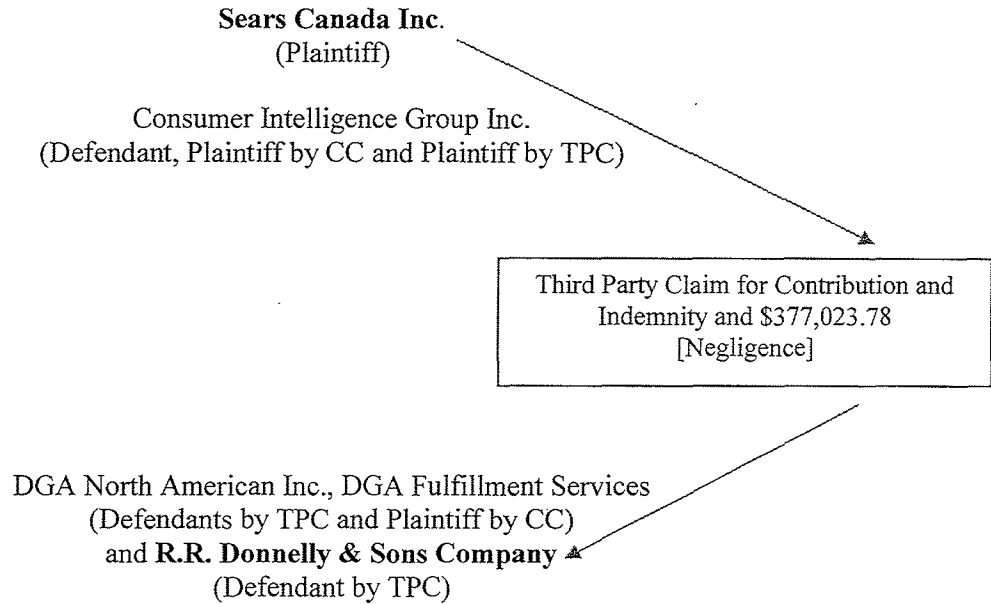 Sears Canada Inc.
(Plaintiff)
Consumer Intelligence Group Inc.
(Defendant, Plaintiff by CC and Plaintiff by TPC)
Third Party Claim for Contribution and
Indemnity and $377,023.78
[Negligence]
DGA North American Inc., DGA Fulfillment Services
(Defendants by TPC and Plaintiff by CC)
and R.R. Donnelly & Sons Company
(Defendant by TPC)